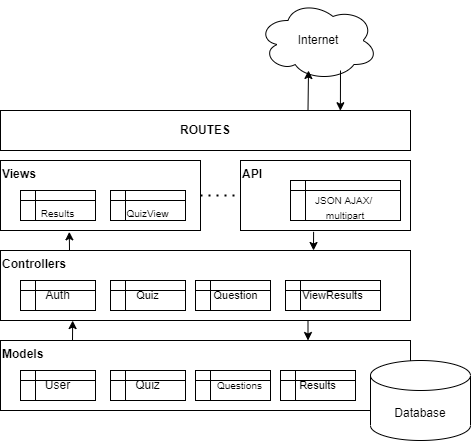 Internet
ROUTES
Views
API
Results
QuizView
JSON AJAX/
multipart
Controllers
Auth
Quiz
Question
ViewResults
Models
User
Quiz
Questions
Results
Database